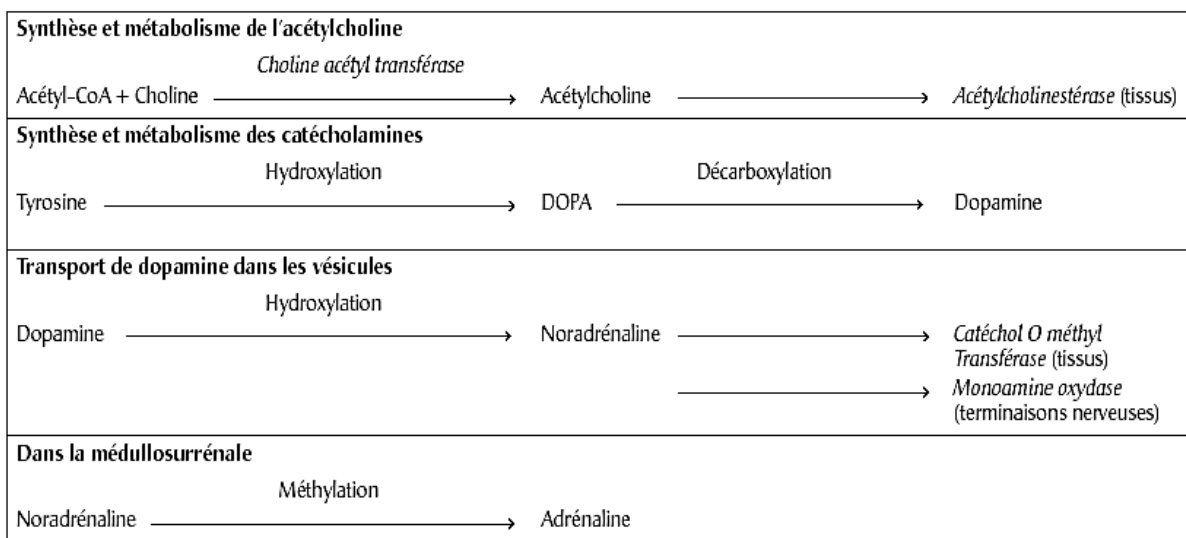 Synthèse et métabolisme de l'acétylcholine
Choline acétyl transférase
Acétyl-CoA + Choline Acétylcholine Acétylcholinestérase (tissus)
Synthèse et métabolisme des catécholamines
Hydroxylation Décarboxylation
Tyrosine DOPA Dopamine
Transport de dopamine dans les vésicules
Hydroxylation
Dopamine Noradrénaline Catéchol O méthyl
Transférase (tissus)
Monoamine oxydase
(terminaisons nerveuses)
Dans la médullosurrénale
Méthylation
Noradrénaline Adrénaline